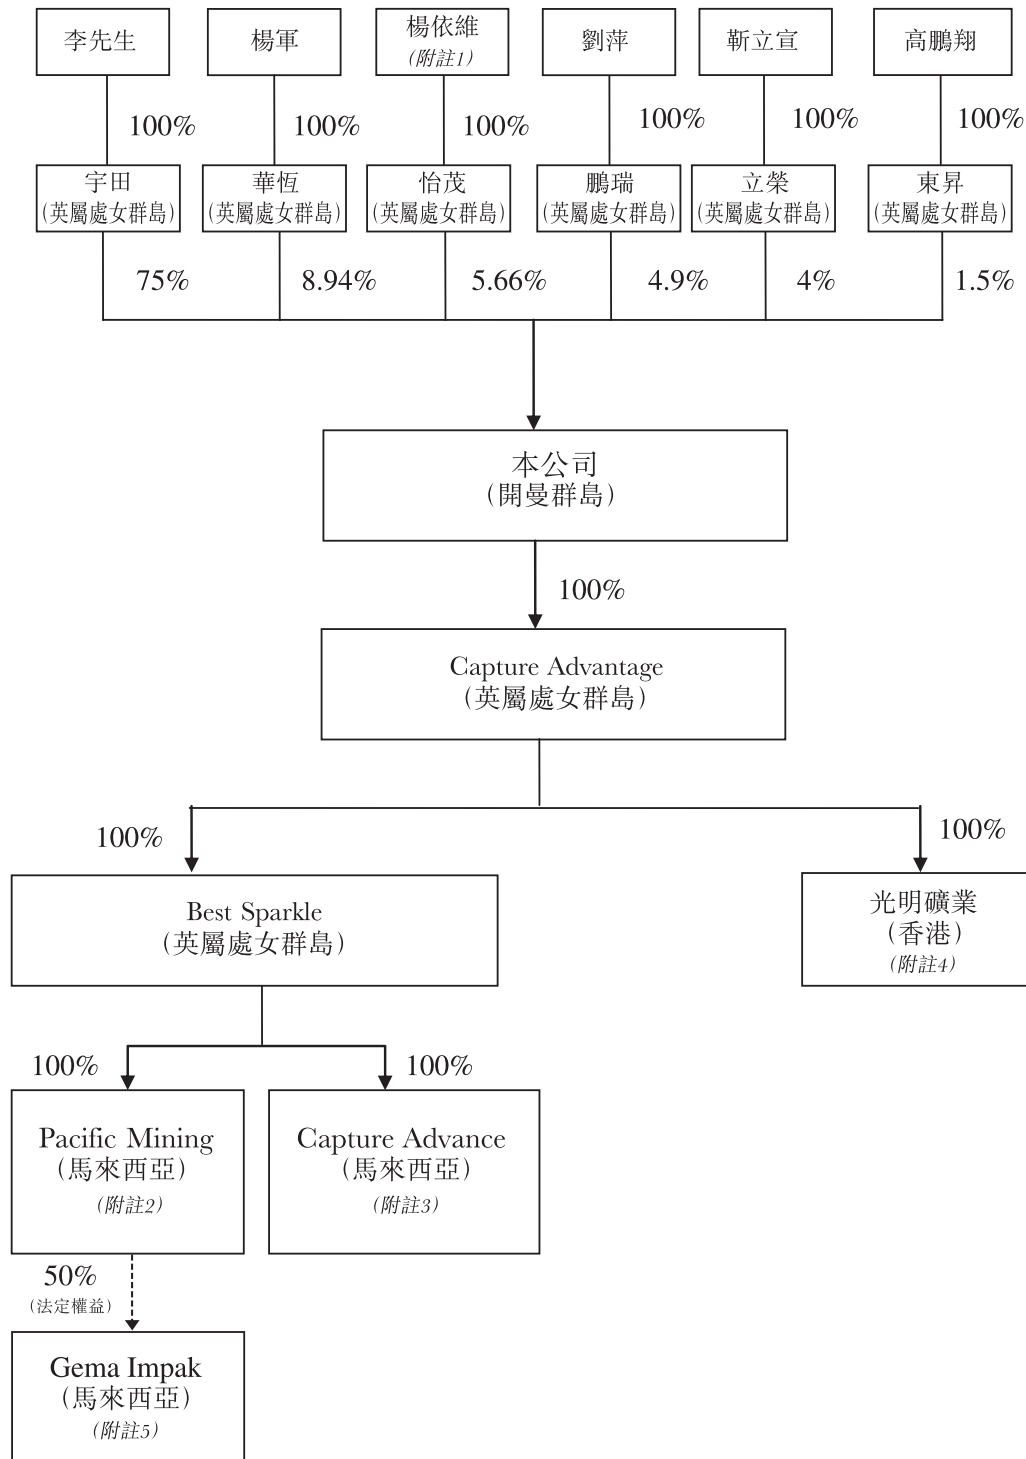 李先生
楊軍
楊依維
(附註1)
劉萍
靳立宣
高鵬翔
100%
100%
100%
100%
100%
100%
宇田
(英屬處女群島)
華恆
(英屬處女群島)
怡茂
(英屬處女群島)
鵬瑞
(英屬處女群島)
立榮
(英屬處女群島)
東昇
(英屬處女群島)
75%
8.94%
5.66%
4.9%
4%
1.5%
本公司
(開曼群島)
100%
Capture Advantage
(英屬處女群島)
100%
100%
Best Sparkle
(英屬處女群島)
光明礦業
(香港)
(附註4)
100%
100%
Pacific Mining
(馬來西亞)
(附註2)
Capture Advance
(馬來西亞)
(附註3)
50%
(法定權益)
Gema Impak
(馬來西亞)
(附註5)